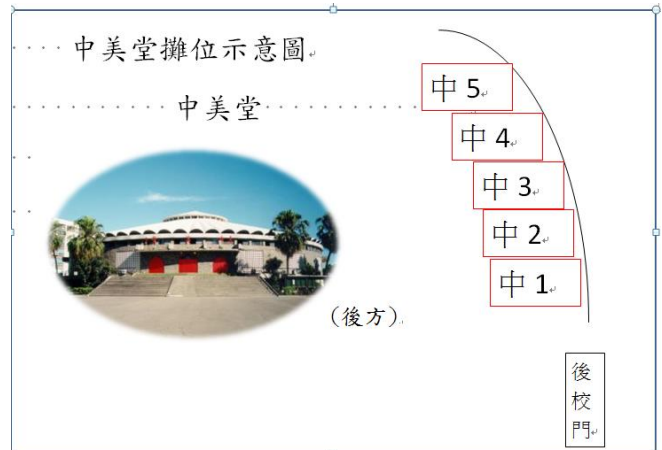 中美堂攤位示意圖
中美堂
中 5
中 4
中 3
中 2
中 1
(後方)
後校門